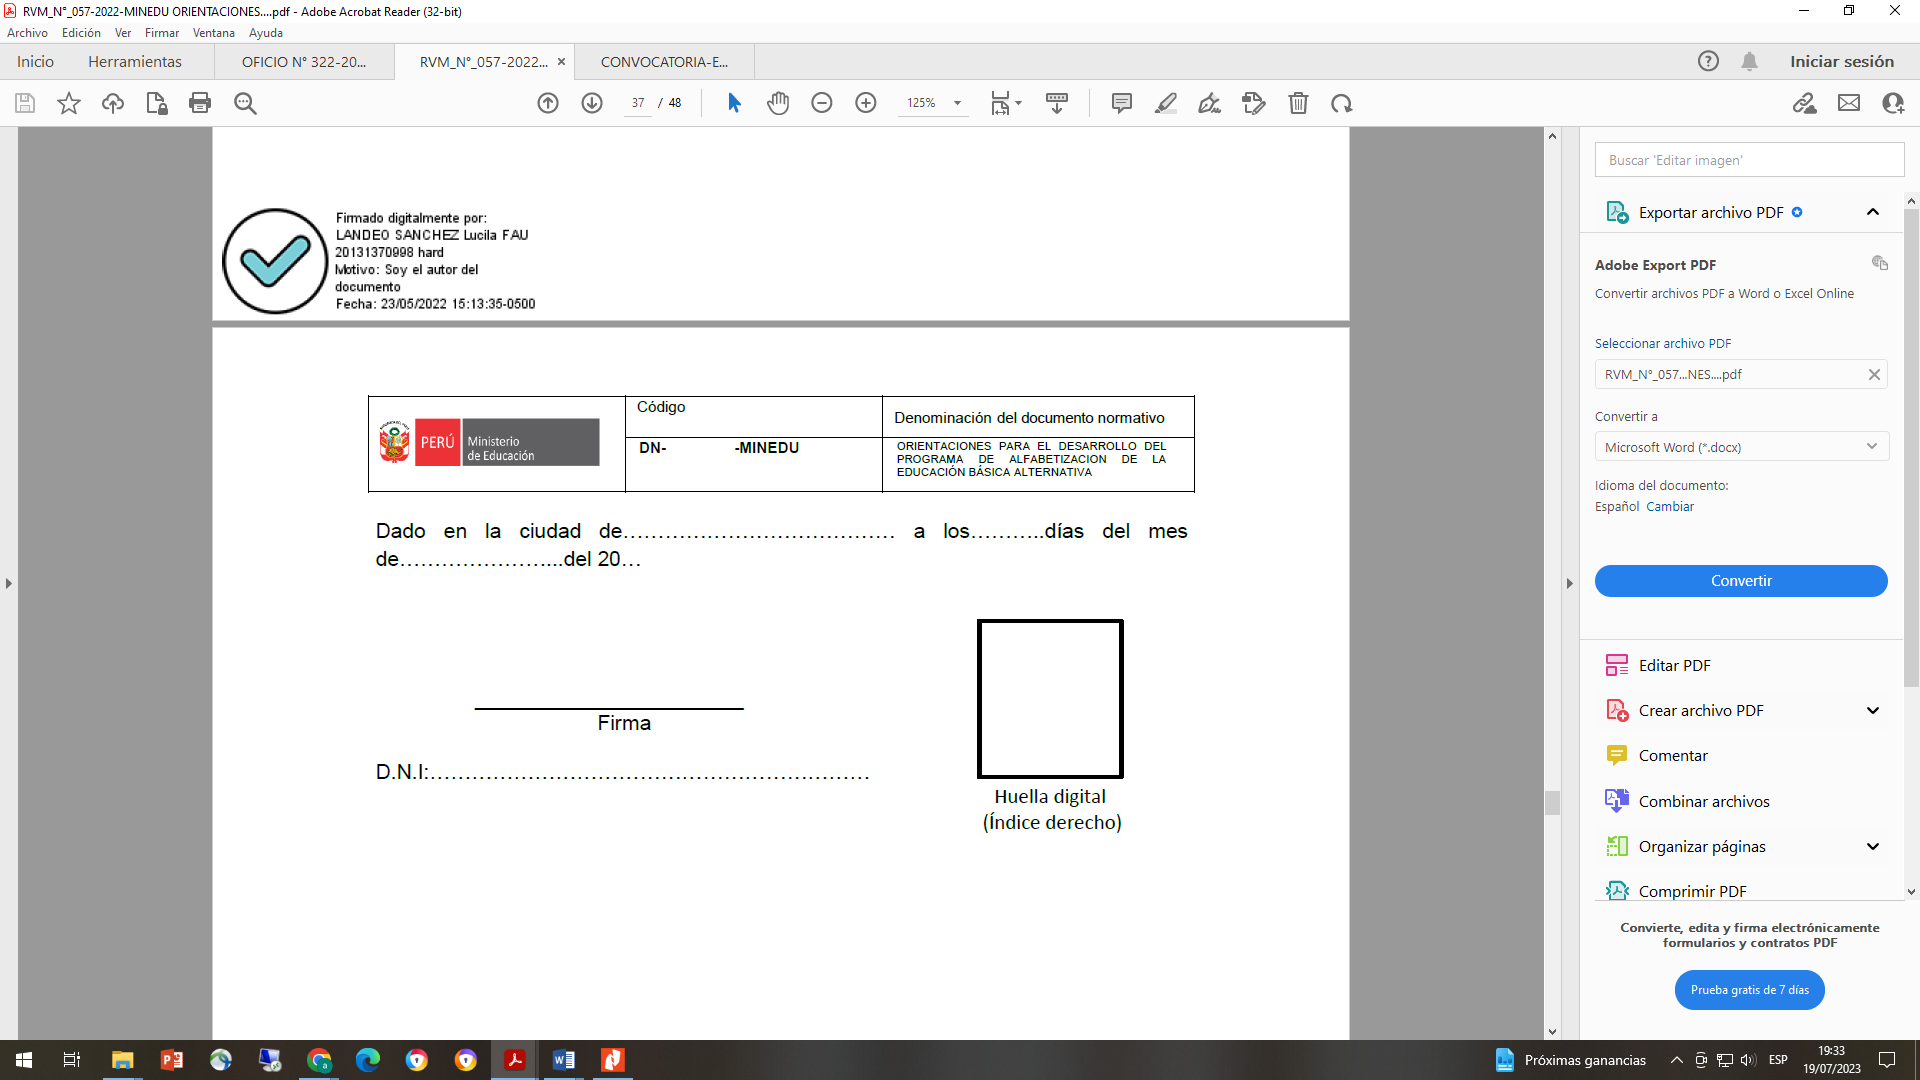 RVM_N°_057-2022-MINEDU ORIENTACIONES....pdf - Adobe Acrobat Reader (32-bit)
Archivo Edición Ver Firmar Ventana Ayuda
Inicio Herramientas OFICIO N° 322-20... RVM_N°_057-2022... × CONVOCATORIA-E... Iniciar sesión
37 / 48 125%
Firmado digitalmente por:
LANDEO SANCHEZ Lucila FAU
20131370998 hard
Motivo: Soy el autor del
documento
Fecha: 23/05/2022 15:13:35-0500
PERÚ
Ministerio
de Educación
Código
DN- -MINEDU
Denominación del documento normativo
ORIENTACIONES PARA EL DESARROLLO DEL
PROGRAMA DE ALFABETIZACION DE LA
EDUCACIÓN BÁSICA ALTERNATIVA
Dado en la ciudad de………………………………… a los………..días del mes
de…………………...del 20…
Firma
D.N.I:………………………………………………………
Huella digital
(Índice derecho)
Buscar 'Editar imagen'
Exportar archivo PDF
Adobe Export PDF
Convertir archivos PDF a Word o Excel Online
Seleccionar archivo PDF
RVM_N°_057...NES....pdf
Convertir a
Microsoft Word (*.docx)
Idioma del documento:
Español Cambiar
Convertir
Editar PDF
Crear archivo PDF
Comentar
Combinar archivos
Organizar páginas
Comprimir PDF
Convierte, edita y firma electrónicamente
formularios y contratos PDF
Prueba gratis de 7 días
Próximas ganancias
ESP
19:33
19/07/2023